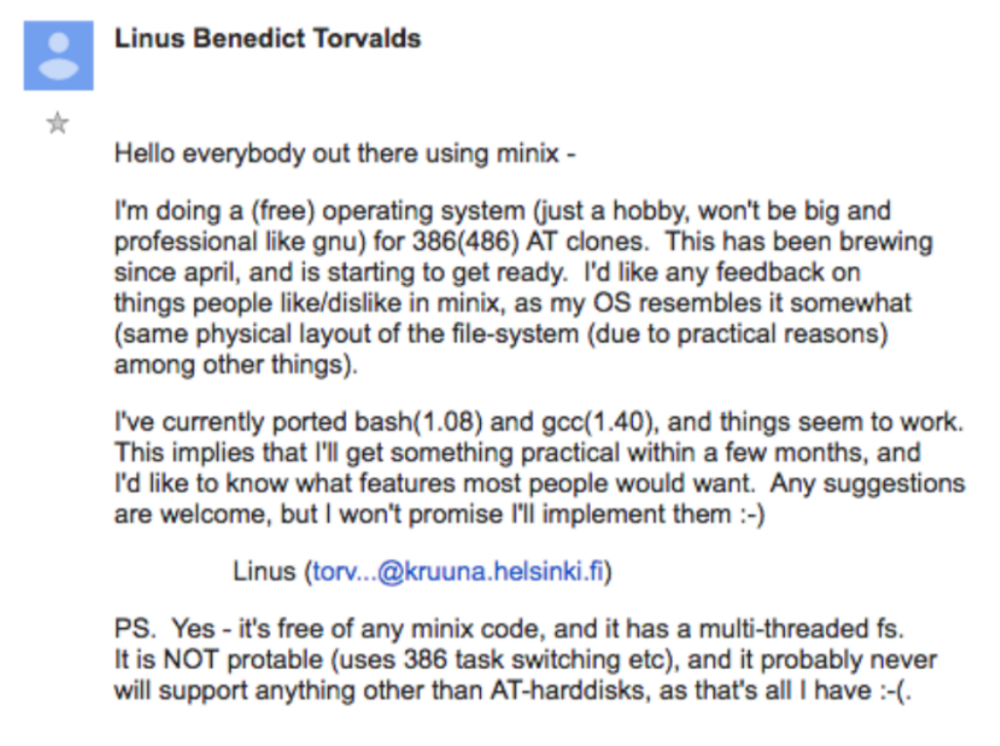 Linus Benedict Torvalds
Hello everybody out there using minix -
I'm doing a (free) operating system (just a hobby, won't be big and
professional like gnu) for 386(486) AT clones.  This has been brewing
since april, and is starting to get ready.  I'd like any feedback on
things people like/dislike in minix, as my OS resembles it somewhat
(same physical layout of the file-system (due to practical reasons)
among other things).
I've currently ported bash(1.08) and gcc(1.40), and things seem to work.
This implies that I'll get something practical within a few months, and
I'd like to know what features most people would want.  Any suggestions
are welcome, but I won't promise I'll implement them :-)
Linus (torv...@kruuna.helsinki.fi)
PS.  Yes - it's free of any minix code, and it has a multi-threaded fs.
It is NOT protable (uses 386 task switching etc), and it probably never
will support anything other than AT-harddisks, as that's all I have :-(.